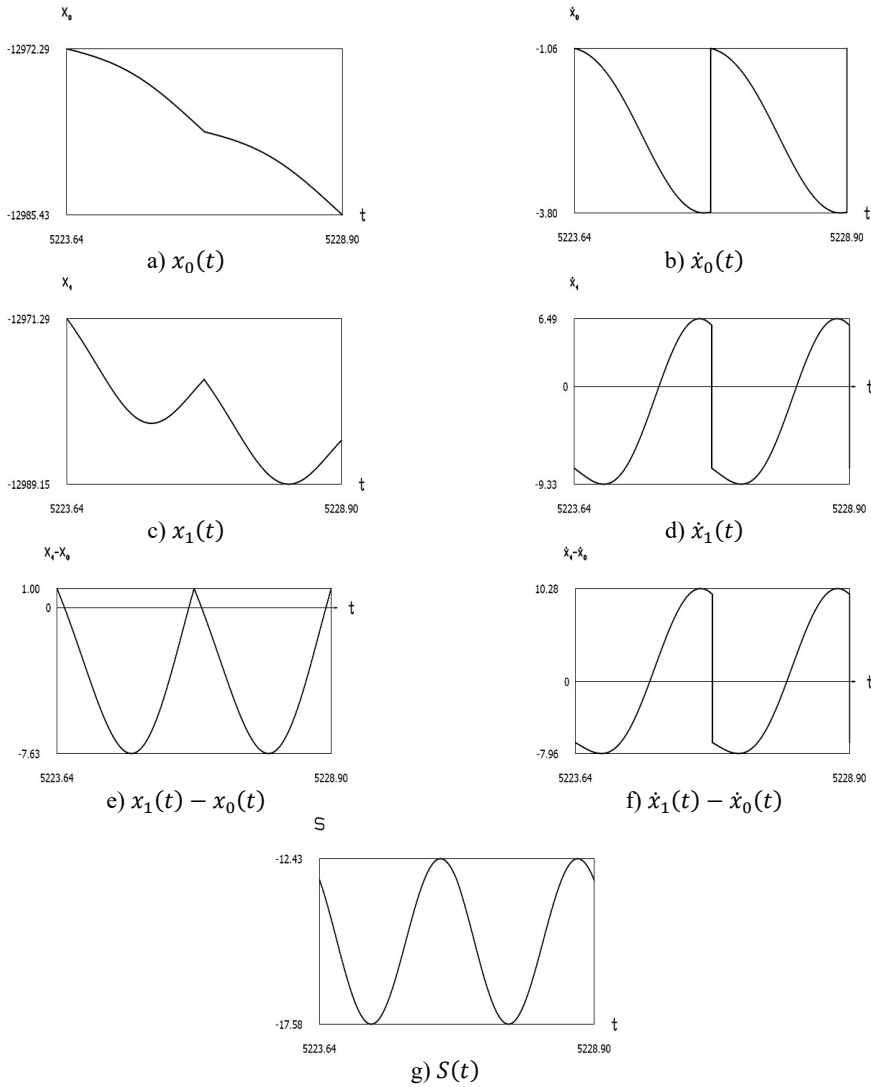 X₀
-12972.29
-12985.43
t
5223.64
5228.90
a) x₀(t)
ẋ₀
-1.06
-3.80
t
5223.64
5228.90
b) ẋ₀(t)
X₁
-12971.29
-12989.15
t
5223.64
5228.90
c) x₁(t)
ẋ₁
6.49
0
-9.33
t
5223.64
5228.90
d) ẋ₁(t)
X₁-X₀
1.00
0
-7.63
t
5223.64
5228.90
e) x₁(t) − x₀(t)
ẋ₁-ẋ₀
10.28
0
-7.96
t
5223.64
5228.90
f) ẋ₁(t) − ẋ₀(t)
S
-12.43
-17.58
t
5223.64
5228.90
g) S(t)